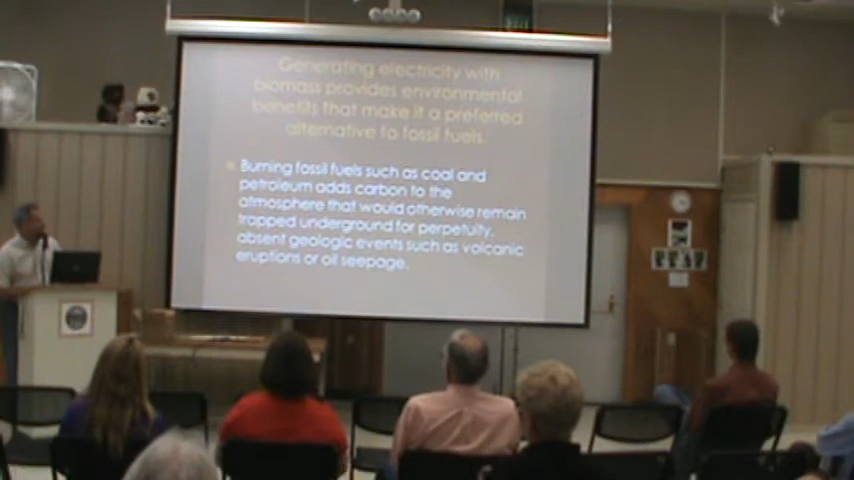 Generating electricity with
biomass provides environmental
benefits that make it a preferred
alternative to fossil fuels.
Burning fossil fuels such as coal and
petroleum adds carbon to the
atmosphere that would otherwise remain
trapped underground for perpetuity,
absent geologic events such as volcanic
eruptions or oil seepage.